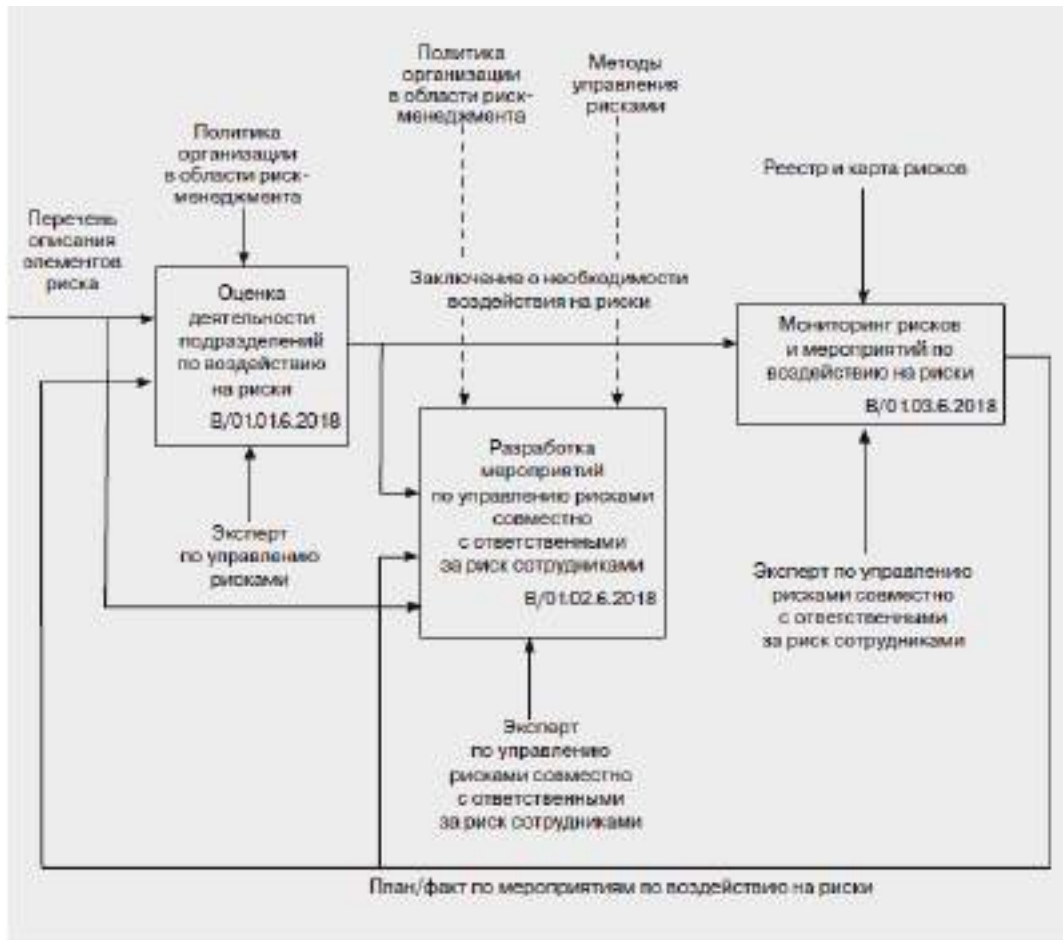 Политика
организации
в области риск-
менеджмента
Методы
управления
рисками
Политика
организации
в области риск-
менеджмента
Реестр и карта рисков
Перечень
описания
элементов
риска
Заключение о необходимости
воздействия на риски
Оценка
деятельности
подразделений
по воздействию
на риски
В/01.01.6.2018
Мониторинг рисков
и мероприятий по
воздействию на риски
В/01.03.6.2018
Разработка
мероприятий
по управлению рисками
совместно
с ответственными
за риск сотрудниками
В/01.02.6.2018
Эксперт
по управлению
рисками
Эксперт по управлению
рисками совместно
с ответственными
за риск сотрудниками
Эксперт
по управлению
рисками совместно
с ответственными
за риск сотрудниками
План/факт по мероприятиям по воздействию на риски